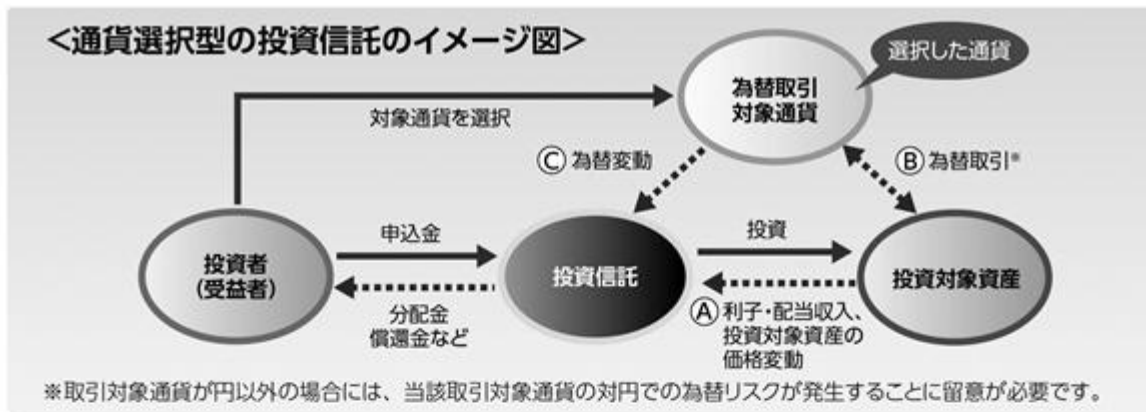 <通貨選択型の投資信託のイメージ図>
選択した通貨
為替取引
対象通貨
対象通貨を選択
Ⓒ 為替変動
Ⓑ 為替取引※
申込金
投資
投資者
(受益者)
投資信託
投資対象資産
分配金
償還金など
Ⓐ 利子・配当収入、
投資対象資産の
価格変動
※取引対象通貨が円以外の場合には、当該取引対象通貨の対円での為替リスクが発生することに留意が必要です。